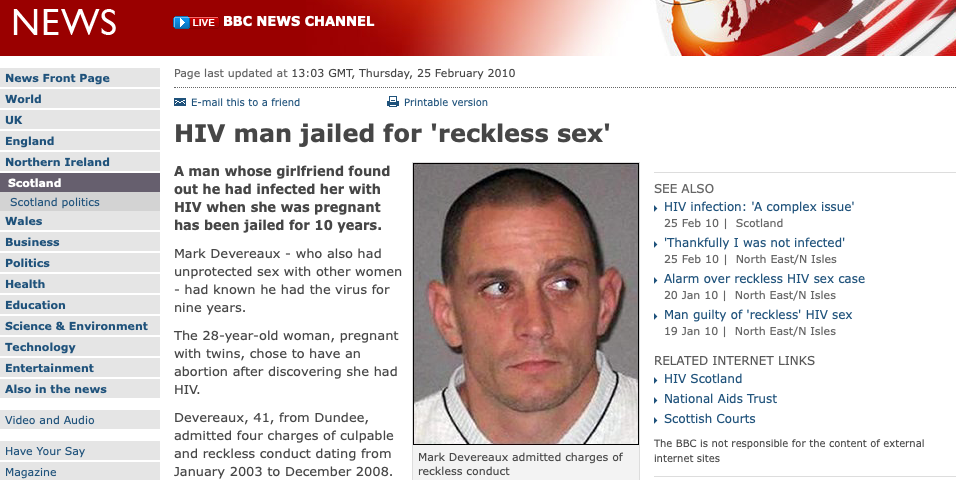 NEWS
LIVE BBC NEWS CHANNEL
News Front Page
World
UK
England
Northern Ireland
Scotland
Scotland politics
Wales
Business
Politics
Health
Education
Science & Environment
Technology
Entertainment
Also in the news
Video and Audio
Have Your Say
Magazine
Page last updated at 13:03 GMT, Thursday, 25 February 2010
E-mail this to a friend
Printable version
HIV man jailed for 'reckless sex'
A man whose girlfriend found
out he had infected her with
HIV when she was pregnant
has been jailed for 10 years.
Mark Devereaux - who also had
unprotected sex with other women
- had known he had the virus for
nine years.
The 28-year-old woman, pregnant
with twins, chose to have an
abortion after discovering she had
HIV.
Devereaux, 41, from Dundee,
admitted four charges of culpable
and reckless conduct dating from
January 2003 to December 2008.
Mark Devereaux admitted charges of
reckless conduct
SEE ALSO
HIV infection: 'A complex issue'
25 Feb 10 | Scotland
'Thankfully I was not infected'
25 Feb 10 | North East/N Isles
Alarm over reckless HIV sex case
20 Jan 10 | North East/N Isles
Man guilty of 'reckless' HIV sex
19 Jan 10 | North East/N Isles
RELATED INTERNET LINKS
HIV Scotland
National Aids Trust
Scottish Courts
The BBC is not responsible for the content of external
internet sites